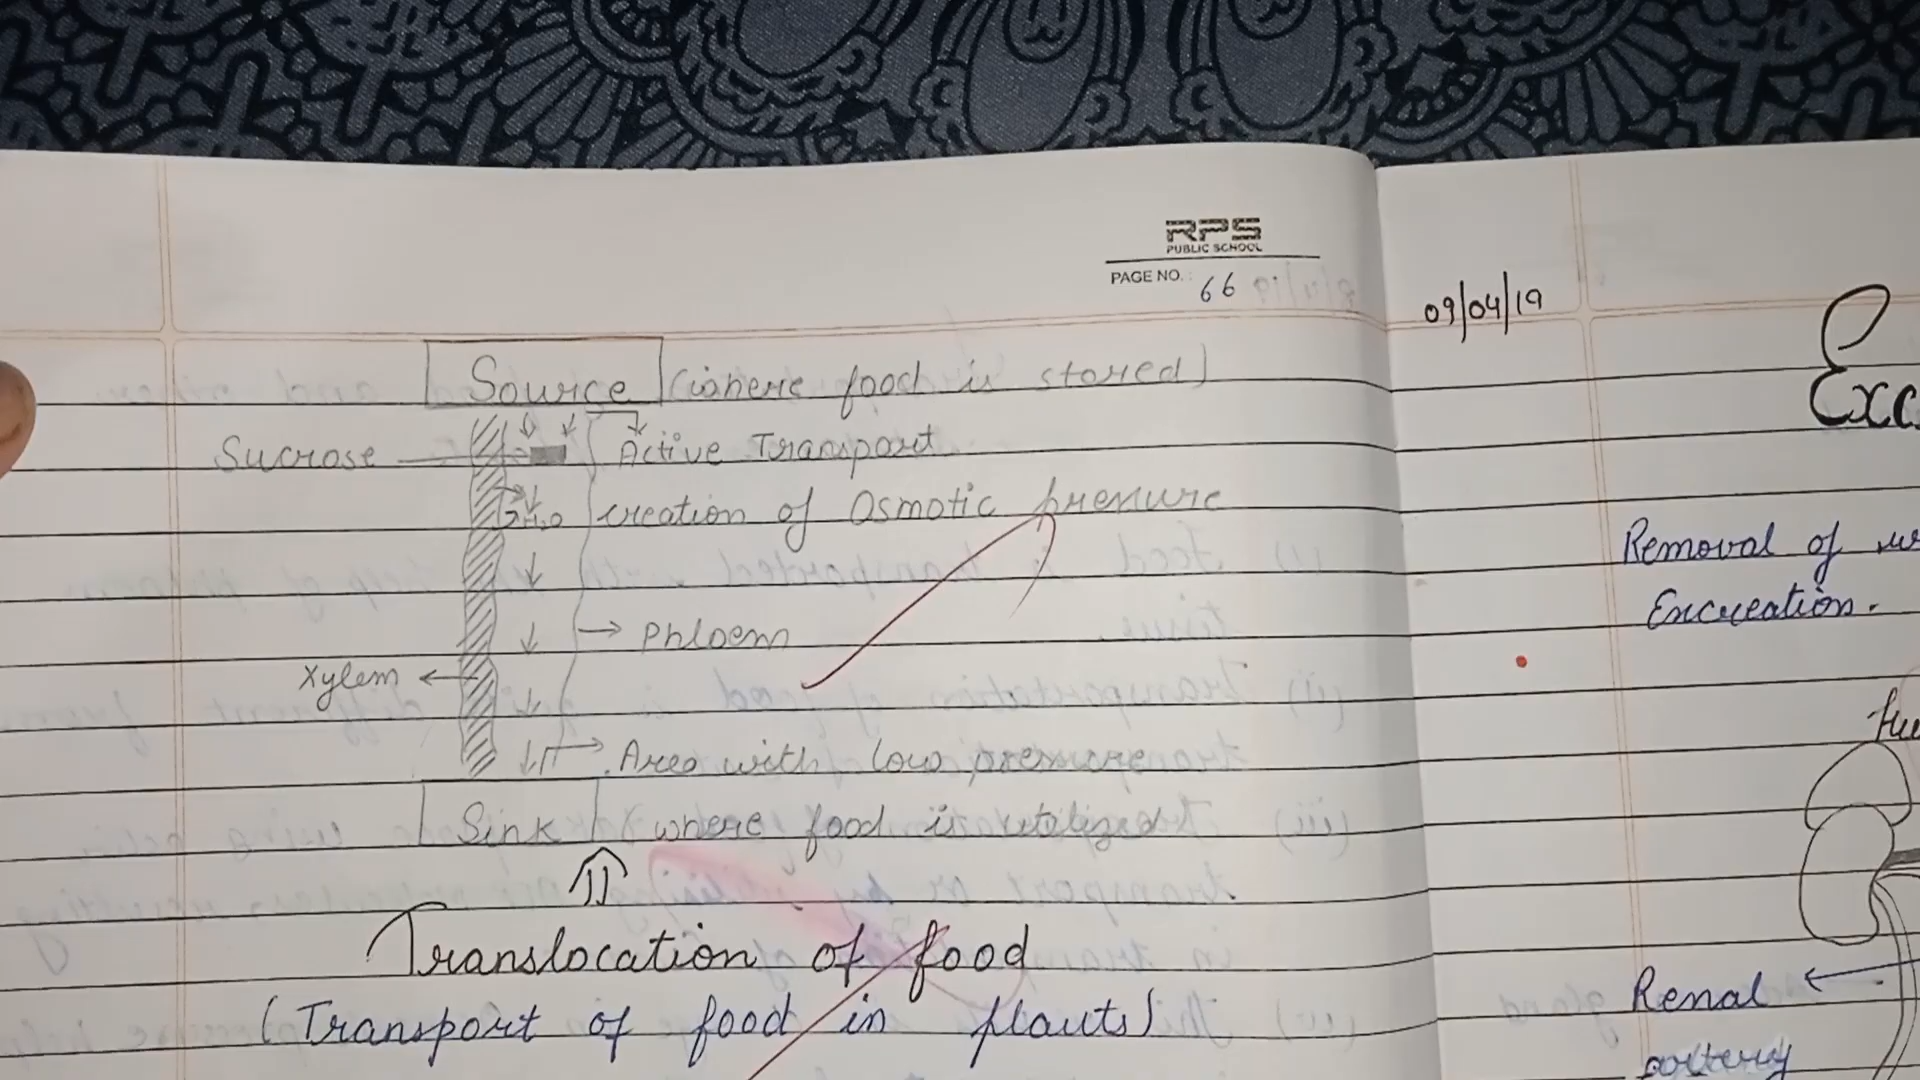 RPS
PUBLIC SCHOOL
PAGE NO. : 66
Source (where food is stored)
Sucrose
Active Transport
H2O
creation of Osmotic pressure
Phloem
Xylem
Area with low pressure
Sink where food is utilized
Translocation of food
(Transport of food in plants)
09/04/19
Exc
Removal of
Excreation.
Renal
artery